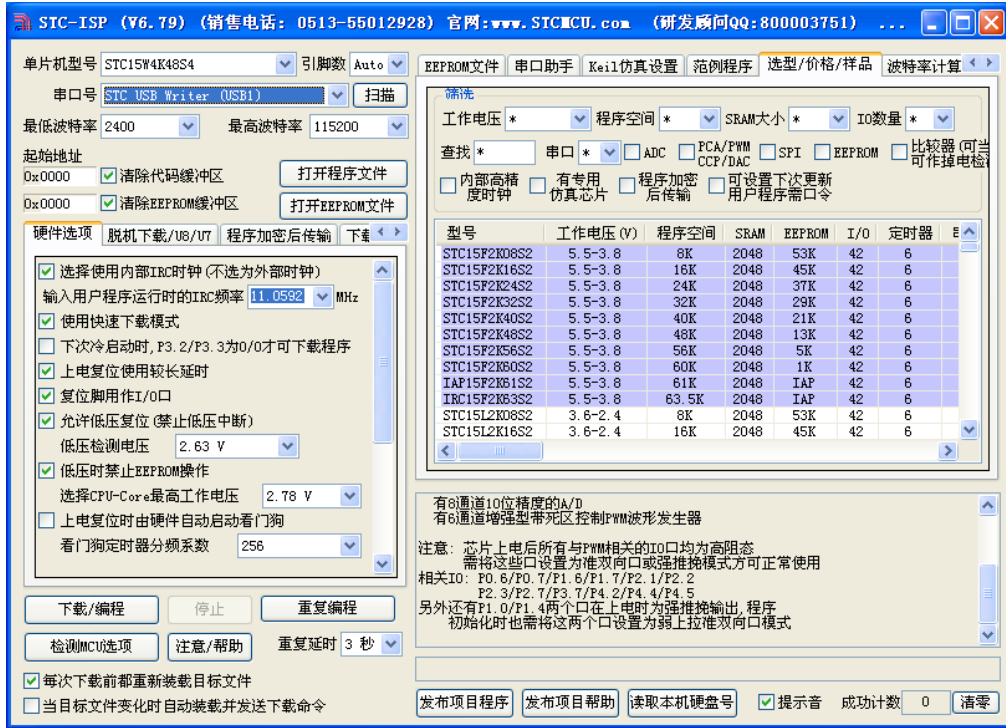 STC-ISP (V6.79) (销售电话: 0513-55012928) 官网:www.STCMCU.com (研发顾问QQ:800003751) ...
单片机型号 STC15W4K48S4 引脚数 Auto
串口号 STC USB Writer (USB1) 扫描
最低波特率 2400 最高波特率 115200
起始地址
0x0000 清除代码缓冲区 打开程序文件
0x0000 清除EEPROM缓冲区 打开EEPROM文件
硬件选项 脱机下载/U8/U7 程序加密后传输
选择使用内部IRC时钟(不选为外部时钟)
输入用户程序运行时的IRC频率 11.0592 MHz
使用快速下载模式
下次冷启动时,P3.2/P3.3为0/0才可下载程序
上电复位使用较长延时
复位脚用作I/O口
允许低压复位(禁止低压中断)
低压检测电压 2.63 V
低压时禁止EEPROM操作
选择CPU-Core最高工作电压 2.78 V
上电复位时由硬件自动启动看门狗
看门狗定时器分频系数 256
下载/编程 停止 重复编程
检测MCU选项 注意/帮助 重复延时 3 秒
每次下载前都重新装载目标文件
当目标文件变化时自动装载并发送下载命令
EEPROM文件 串口助手 Keil仿真设置 范例程序 选型/价格/样品 波特率计算
筛选
工作电压 * 程序空间 * SRAM大小 * IO数量 *
查找 * 串口 * ADC PCA/PWM CCP/DAC SPI EEPROM 比较器(可当 可作掉电检
内部高精度时钟 有专用仿真芯片 程序加密后传输 可设置下次更新用户程序需口令
型号 工作电压(V) 程序空间 SRAM EEPROM I/O 定时器
STC15F2K08S2 5.5-3.8 8K 2048 53K 42 6
STC15F2K16S2 5.5-3.8 16K 2048 45K 42 6
STC15F2K24S2 5.5-3.8 24K 2048 37K 42 6
STC15F2K32S2 5.5-3.8 32K 2048 29K 42 6
STC15F2K40S2 5.5-3.8 40K 2048 21K 42 6
STC15F2K48S2 5.5-3.8 48K 2048 13K 42 6
STC15F2K56S2 5.5-3.8 56K 2048 5K 42 6
STC15F2K60S2 5.5-3.8 60K 2048 1K 42 6
IAP15F2K61S2 5.5-3.8 61K 2048 IAP 42 6
IRC15F2K63S2 5.5-3.8 63.5K 2048 IAP 42 6
STC15L2K08S2 3.6-2.4 8K 2048 53K 42 6
STC15L2K16S2 3.6-2.4 16K 2048 45K 42 6
有8通道10位精度的A/D
有6通道增强型带死区控制PWM波形发生器
注意: 芯片上电后所有与PWM相关的IO口均为高阻态
需将这些口设置为准双向口或强推挽模式方可正常使用
相关IO: P0.6/P0.7/P1.6/P1.7/P2.1/P2.2
P2.3/P2.7/P3.7/P4.2/P4.4/P4.5
另外还有P1.0/P1.4两个口在上电时为强推挽输出,程序
初始化时也需将这两个口设置为弱上拉准双向口模式
发布项目程序 发布项目帮助 读取本机硬盘号 提示音 成功计数 0 清零